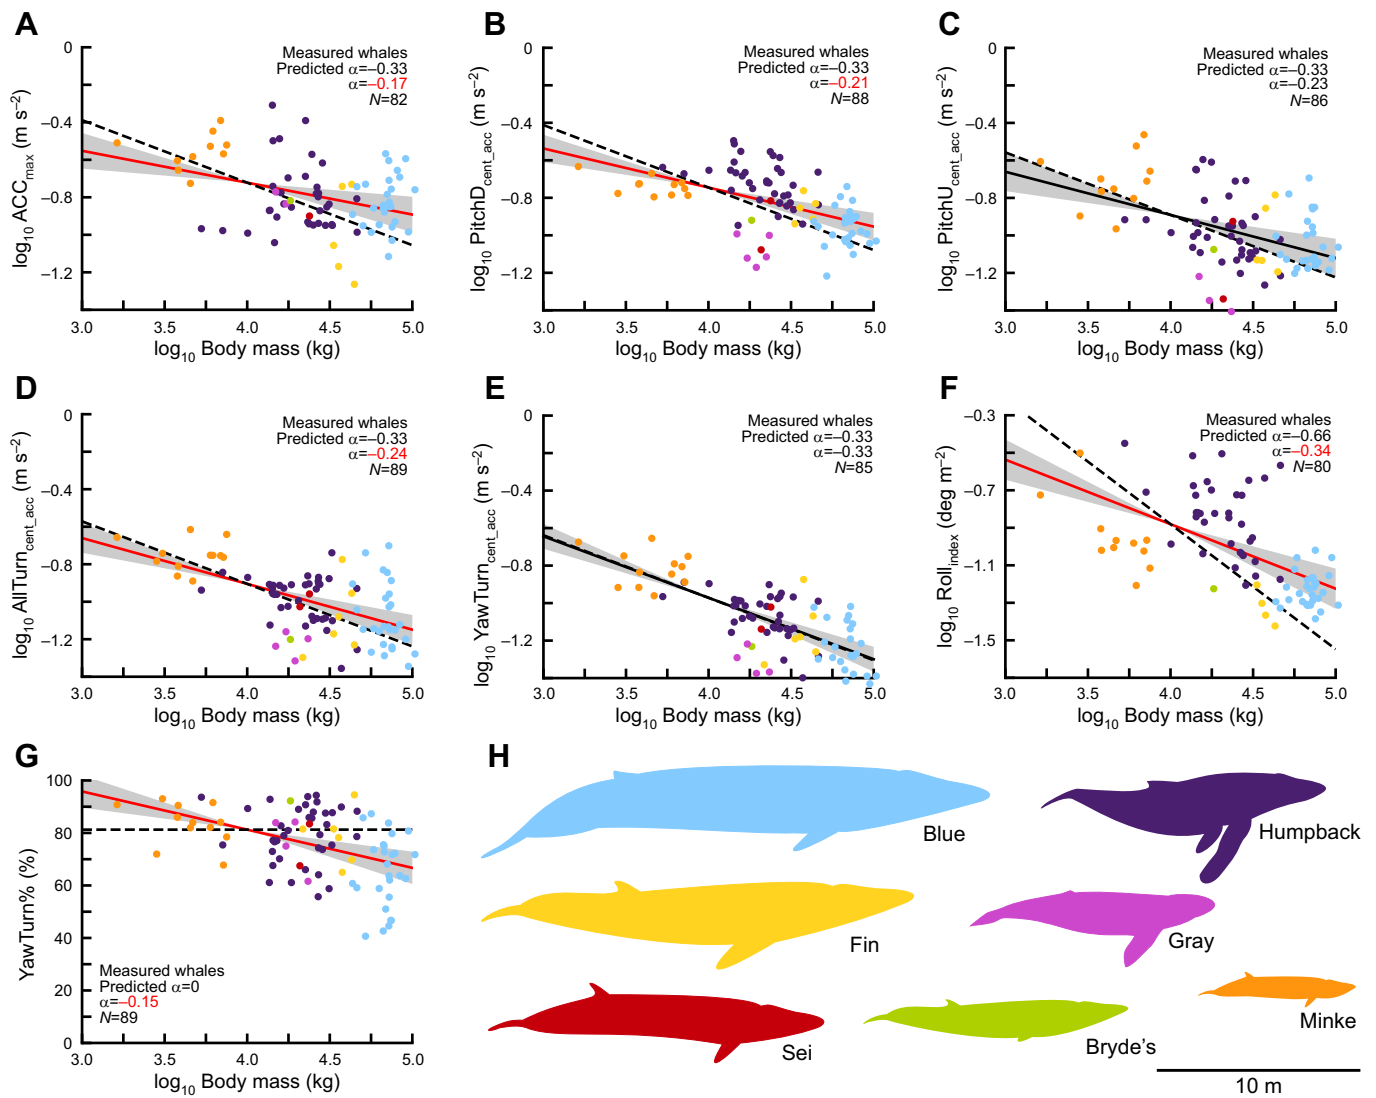 A
Measured whales
Predicted α=–0.33
α=–0.17
N=82
log10 ACCmax (m s–2)
0
–0.4
–0.8
–1.2
3.0 3.5 4.0 4.5 5.0
log10 Body mass (kg)
B
Measured whales
Predicted α=–0.33
α=–0.21
N=88
log10 PitchDcent_acc (m s–2)
0
–0.4
–0.8
–1.2
3.0 3.5 4.0 4.5 5.0
log10 Body mass (kg)
C
Measured whales
Predicted α=–0.33
α=–0.23
N=86
log10 PitchUcent_acc (m s–2)
0
–0.4
–0.8
–1.2
3.0 3.5 4.0 4.5 5.0
log10 Body mass (kg)
D
Measured whales
Predicted α=–0.33
α=–0.24
N=89
log10 AllTurncent_acc (m s–2)
0
–0.4
–0.8
–1.2
3.0 3.5 4.0 4.5 5.0
log10 Body mass (kg)
E
Measured whales
Predicted α=–0.33
α=–0.33
N=85
log10 YawTurncent_acc (m s–2)
0
–0.4
–0.8
–1.2
3.0 3.5 4.0 4.5 5.0
log10 Body mass (kg)
F
Measured whales
Predicted α=–0.66
α=–0.34
N=80
log10 Rollindex (deg m–2)
–0.3
–0.7
–1.1
–1.5
3.0 3.5 4.0 4.5 5.0
log10 Body mass (kg)
G
YawTurn% (%)
100
80
60
40
20
0
Measured whales
Predicted α=0
α=–0.15
N=89
3.0 3.5 4.0 4.5 5.0
log10 Body mass (kg)
H
Blue
Humpback
Fin
Gray
Sei
Bryde's
Minke
10 m